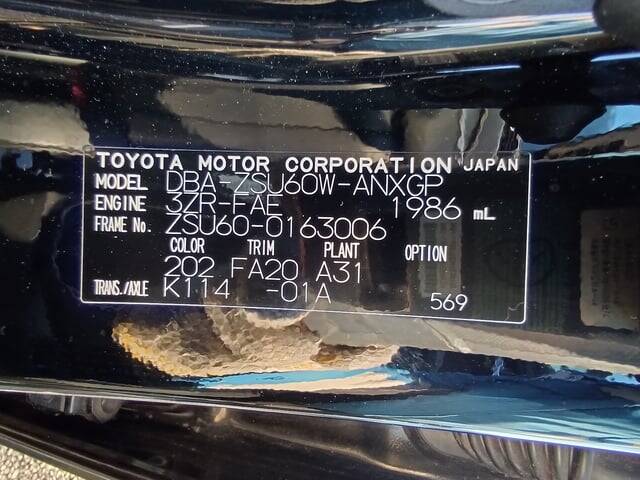 TOYOTA MOTOR CORPORATION JAPAN
MODEL DBA-ZSU60W-ANXGP
ENGINE 3ZR-FAE 1986 mL
FRAME No. ZSU60-0163006
COLOR TRIM PLANT OPTION
202 FA20 A31
TRANS./AXLE K114 -01A 569